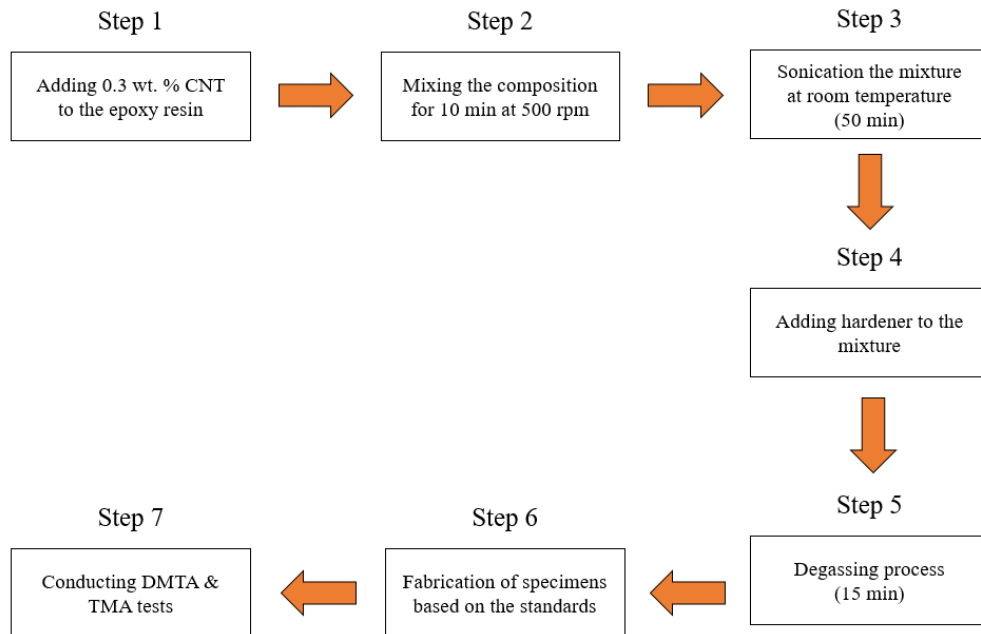 Step 1
Adding 0.3 wt. % CNT
to the epoxy resin
Step 2
Mixing the composition
for 10 min at 500 rpm
Step 3
Sonication the mixture
at room temperature
(50 min)
Step 4
Adding hardener to the
mixture
Step 5
Degassing process
(15 min)
Step 6
Fabrication of specimens
based on the standards
Step 7
Conducting DMTA &
TMA tests